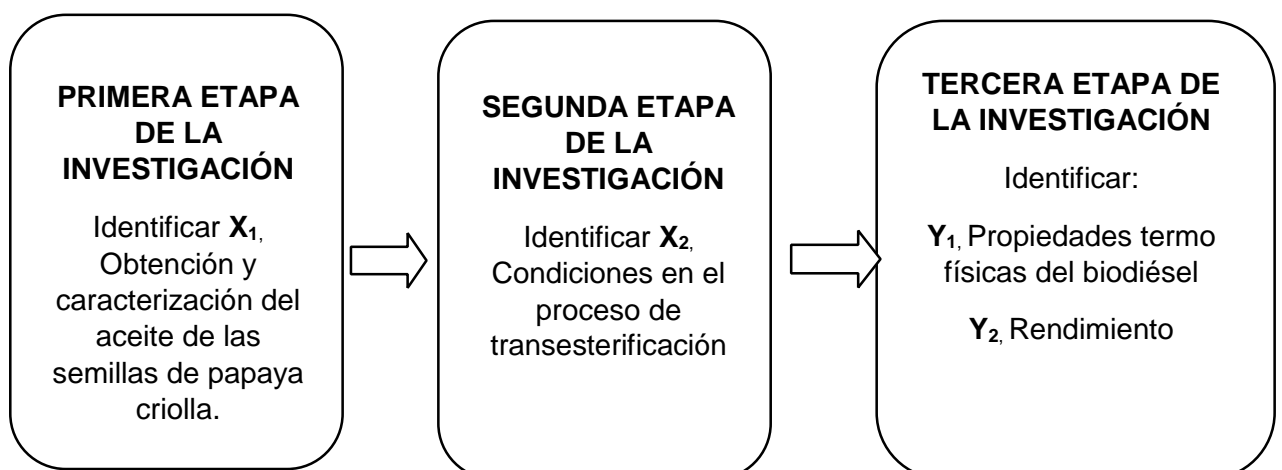 PRIMERA ETAPA
DE LA
INVESTIGACIÓN
Identificar X₁,
Obtención y
caracterización del
aceite de las
semillas de papaya
criolla.
SEGUNDA ETAPA
DE LA
INVESTIGACIÓN
Identificar X₂,
Condiciones en el
proceso de
transesterificación
TERCERA ETAPA DE
LA INVESTIGACIÓN
Identificar:
Y₁, Propiedades termo
físicas del biodiésel
Y₂, Rendimiento